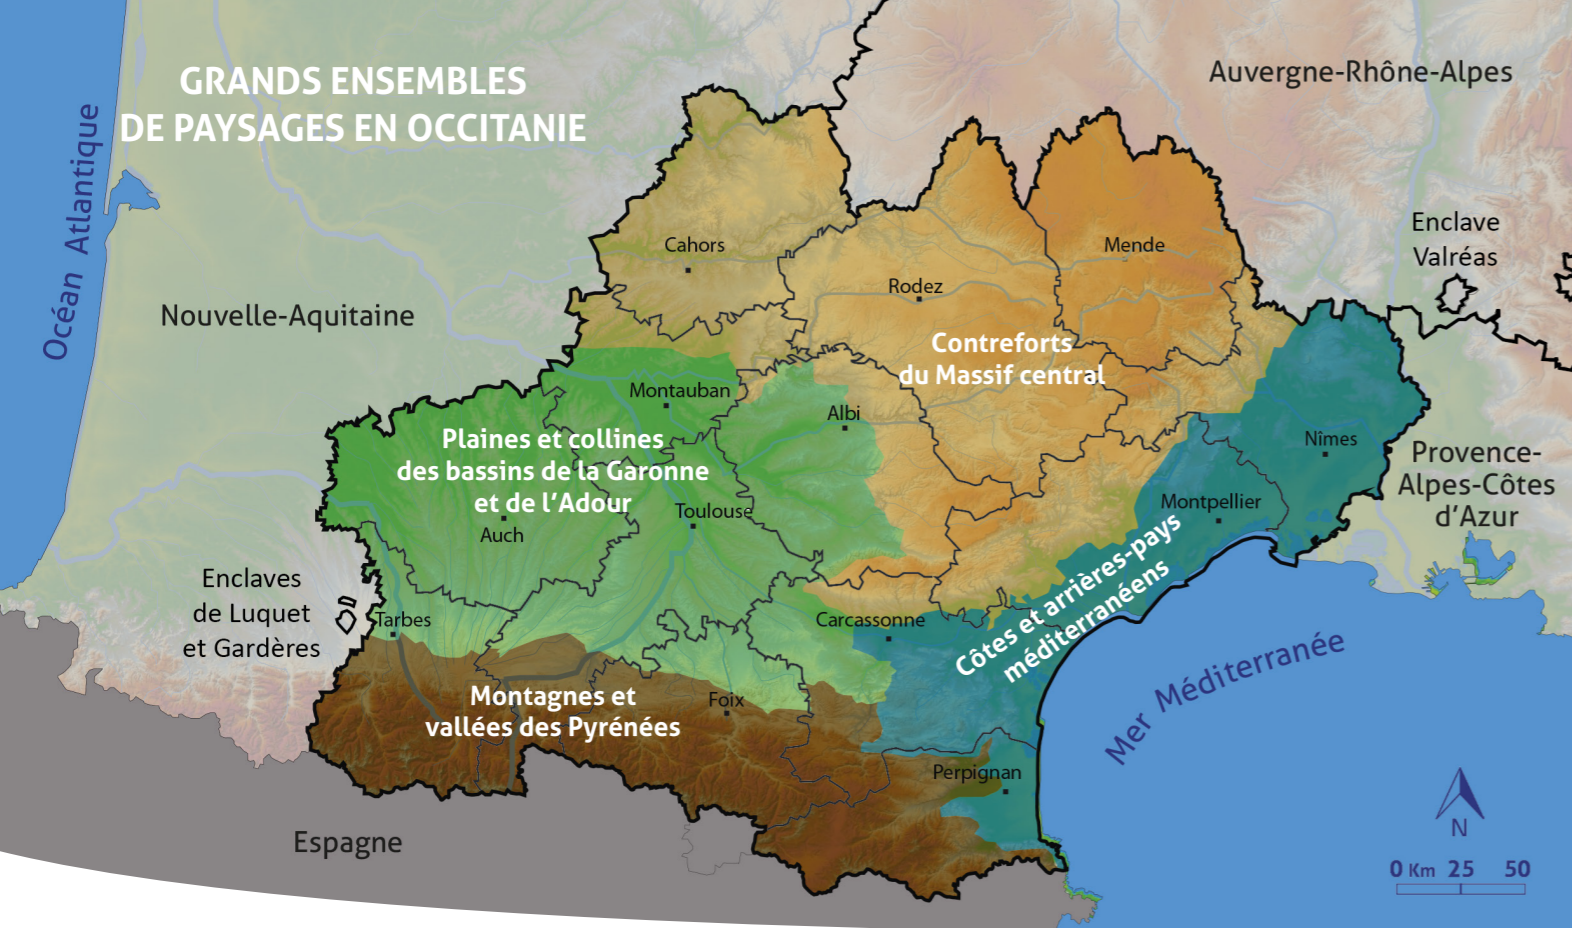 GRANDS ENSEMBLES
DE PAYSAGES EN OCCITANIE
Océan Atlantique
Auvergne-Rhône-Alpes
Enclave
Valréas
Nouvelle-Aquitaine
Cahors
Mende
Rodez
Contreforts
du Massif central
Montauban
Albi
Nîmes
Plaines et collines
des bassins de la Garonne
et de l'Adour
Provence-
Alpes-Côtes
d'Azur
Montpellier
Toulouse
Auch
Enclaves
de Luquet
et Gardères
Tarbes
Carcassonne
Côtes et arrières-pays
méditerranéens
Mer Méditerranée
Montagnes et
vallées des Pyrénées
Foix
Perpignan
Espagne
N
0 Km 25 50